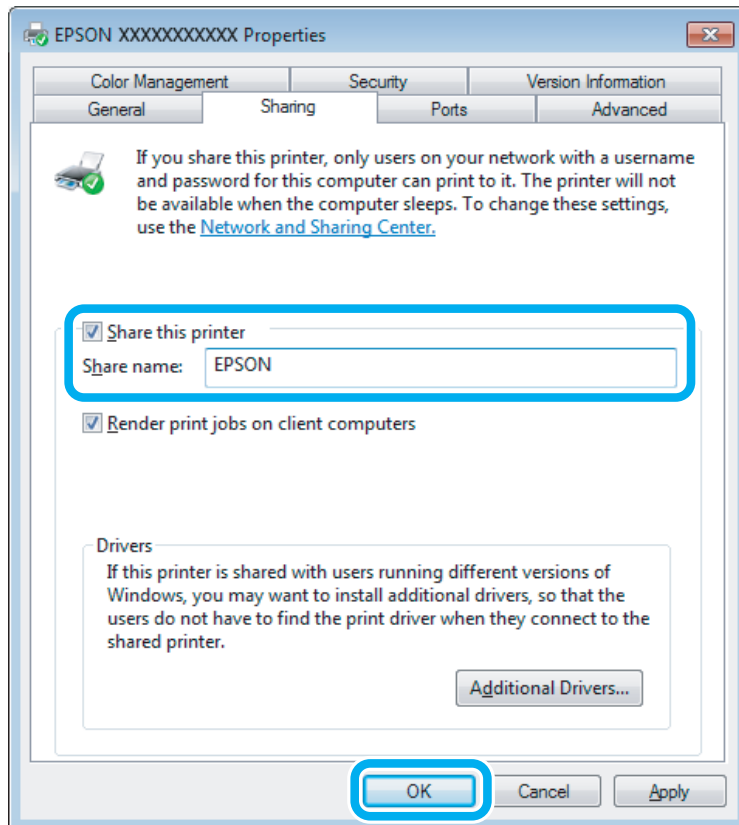 EPSON XXXXXXXXXXX Properties
Color Management Security Version Information
General Sharing Ports Advanced
If you share this printer, only users on your network with a username
and password for this computer can print to it. The printer will not
be available when the computer sleeps. To change these settings,
use the Network and Sharing Center.
Share this printer
Share name: EPSON
Render print jobs on client computers
Drivers
If this printer is shared with users running different versions of
Windows, you may want to install additional drivers, so that the
users do not have to find the print driver when they connect to the
shared printer.
Additional Drivers...
OK Cancel Apply